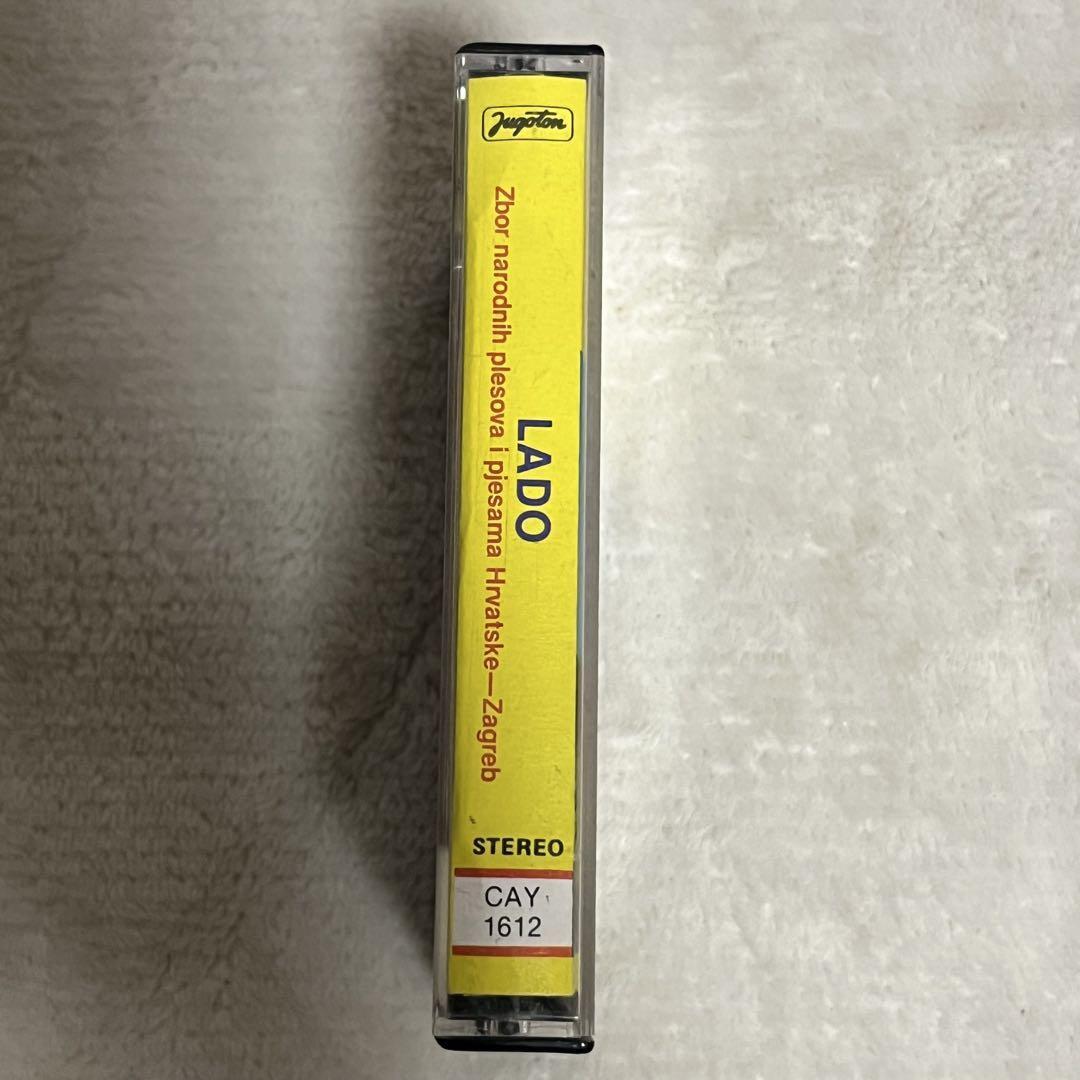 Jugoton
LADO
Zbor narodnih plesova i pjesama Hrvatske—Zagreb
STEREO
CAY
1612